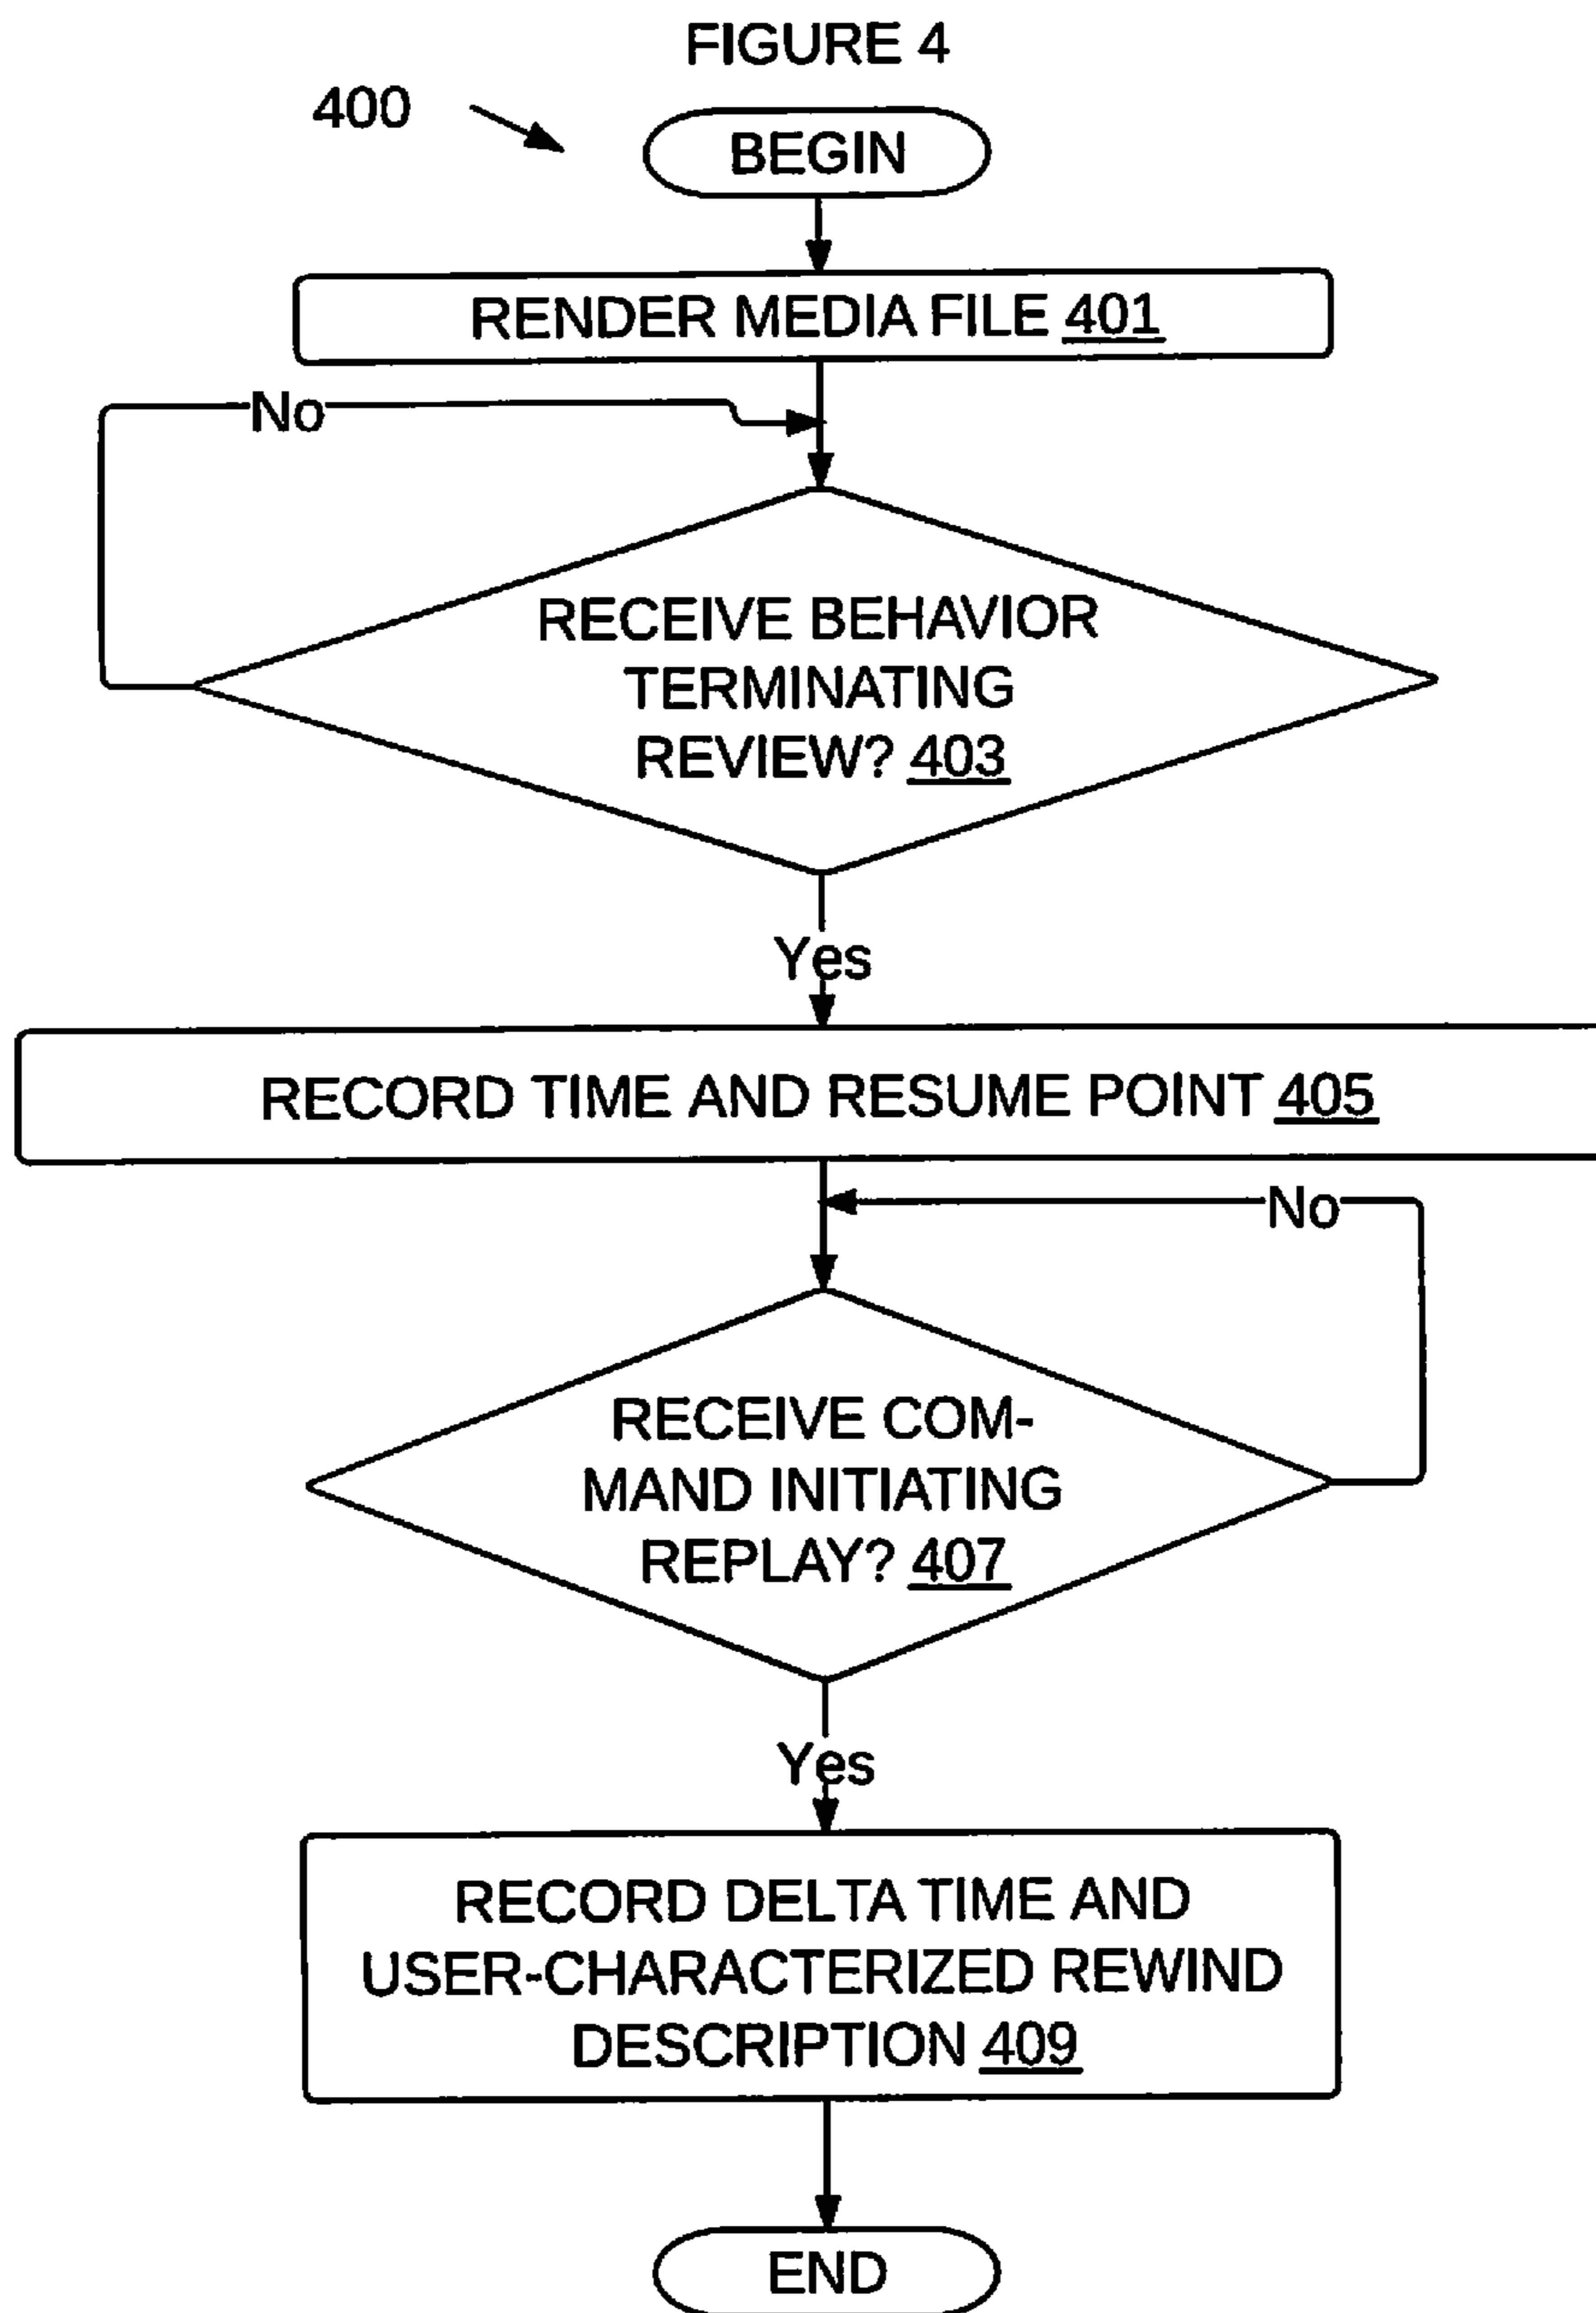 FIGURE 4
400
BEGIN
RENDER MEDIA FILE 401
No
RECEIVE BEHAVIOR
TERMINATING
REVIEW? 403
Yes
RECORD TIME AND RESUME POINT 405
No
RECEIVE COM-
MAND INITIATING
REPLAY? 407
Yes
RECORD DELTA TIME AND
USER-CHARACTERIZED REWIND
DESCRIPTION 409
END